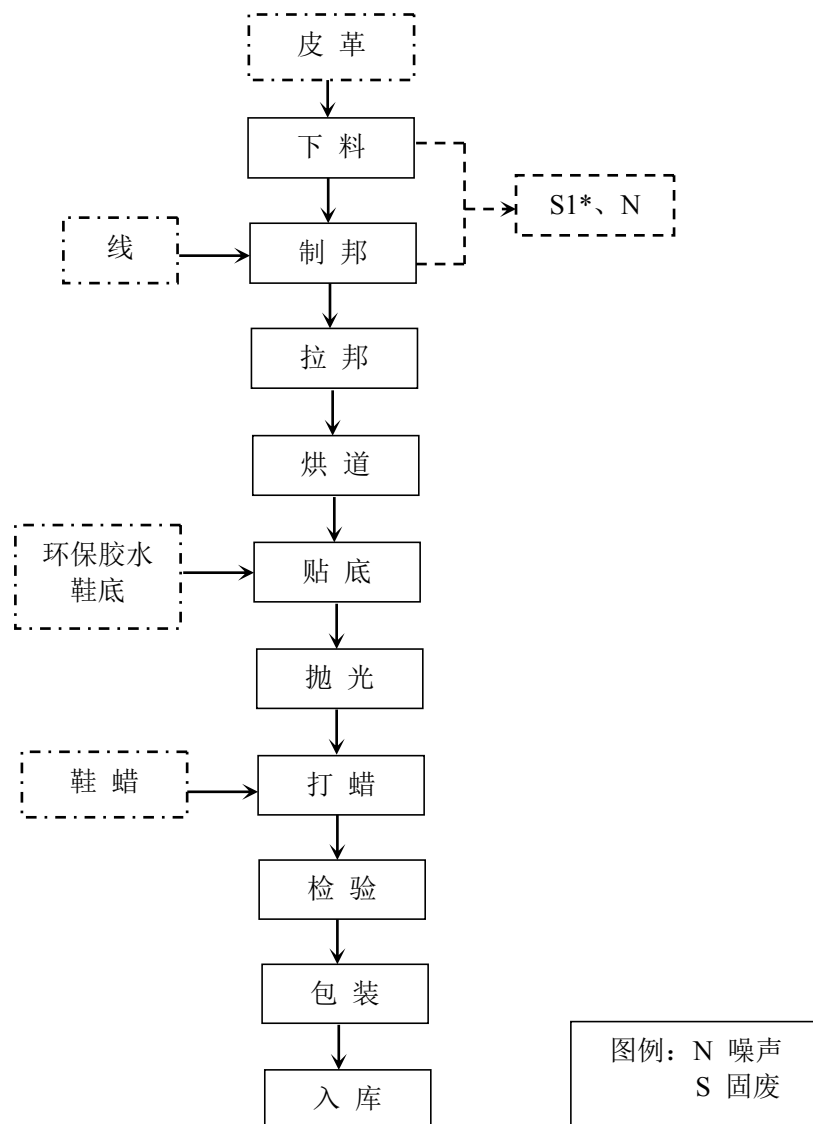 皮 革
下 料
S1*、N
线
制 邦
拉 邦
烘 道
环保胶水
鞋底
贴 底
抛 光
鞋 蜡
打 蜡
检 验
包 装
入 库
图例：N 噪声
S 固废